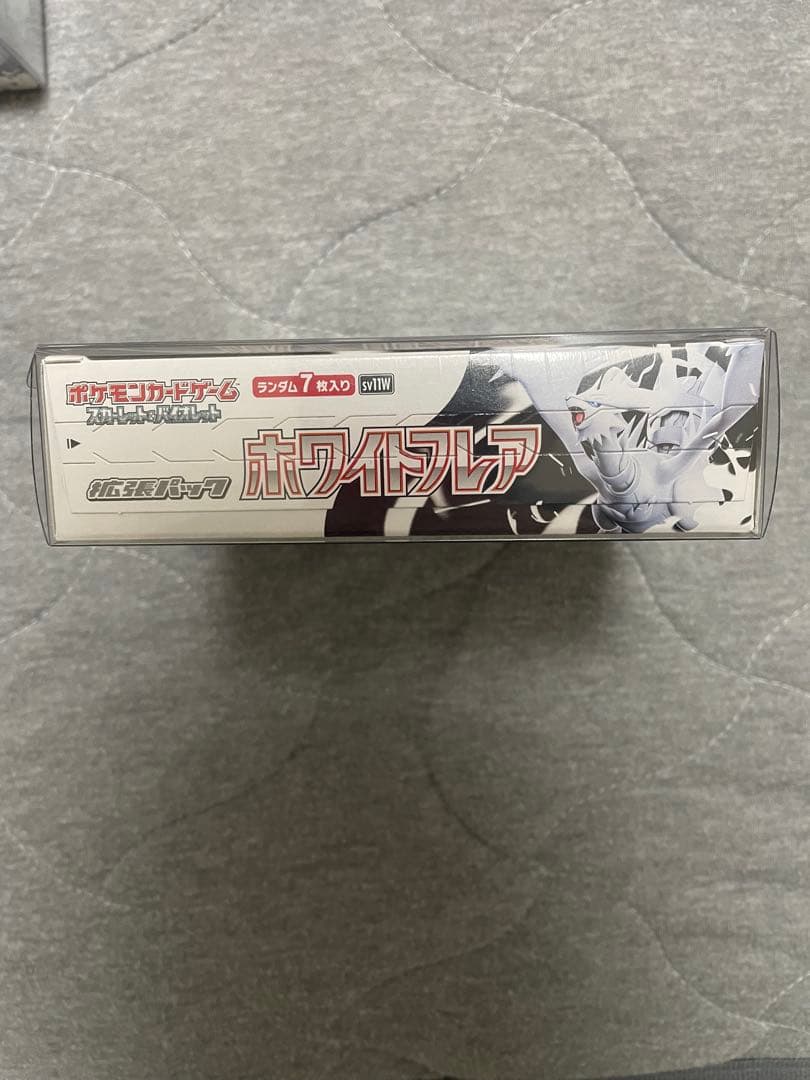 ポケモンカードゲーム
スカーレット&バイオレット
ランダム7枚入り
sv11W
拡張パック
ホワイトフレア